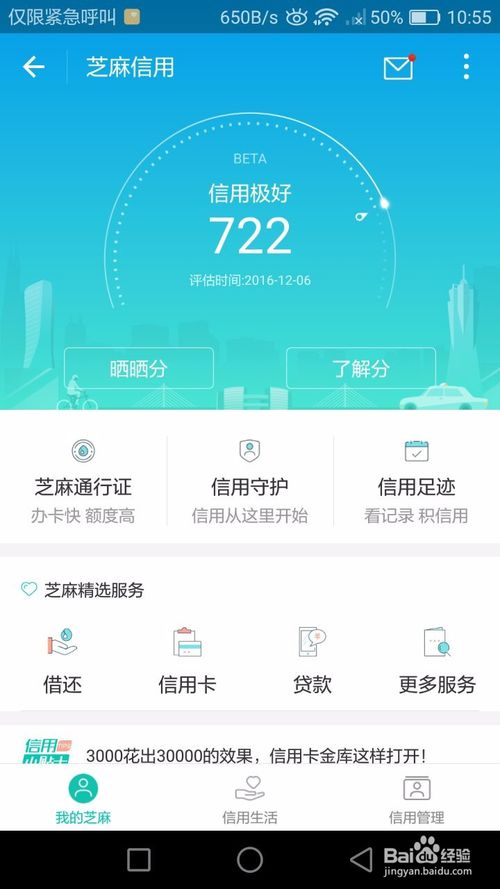 仅限紧急呼叫 650B/s 50% 10:55
芝麻信用
BETA
信用极好
722
评估时间:2016-12-06
晒晒分 了解分
芝麻通行证 信用守护 信用足迹
办卡快 额度高 信用从这里开始 看记录 积信用
芝麻精选服务
借还 信用卡 贷款 更多服务
信用
3000花出30000的效果，信用卡金库这样打开！
我的芝麻 信用生活 信用管理
Baidu经验
jingyan.baidu.com